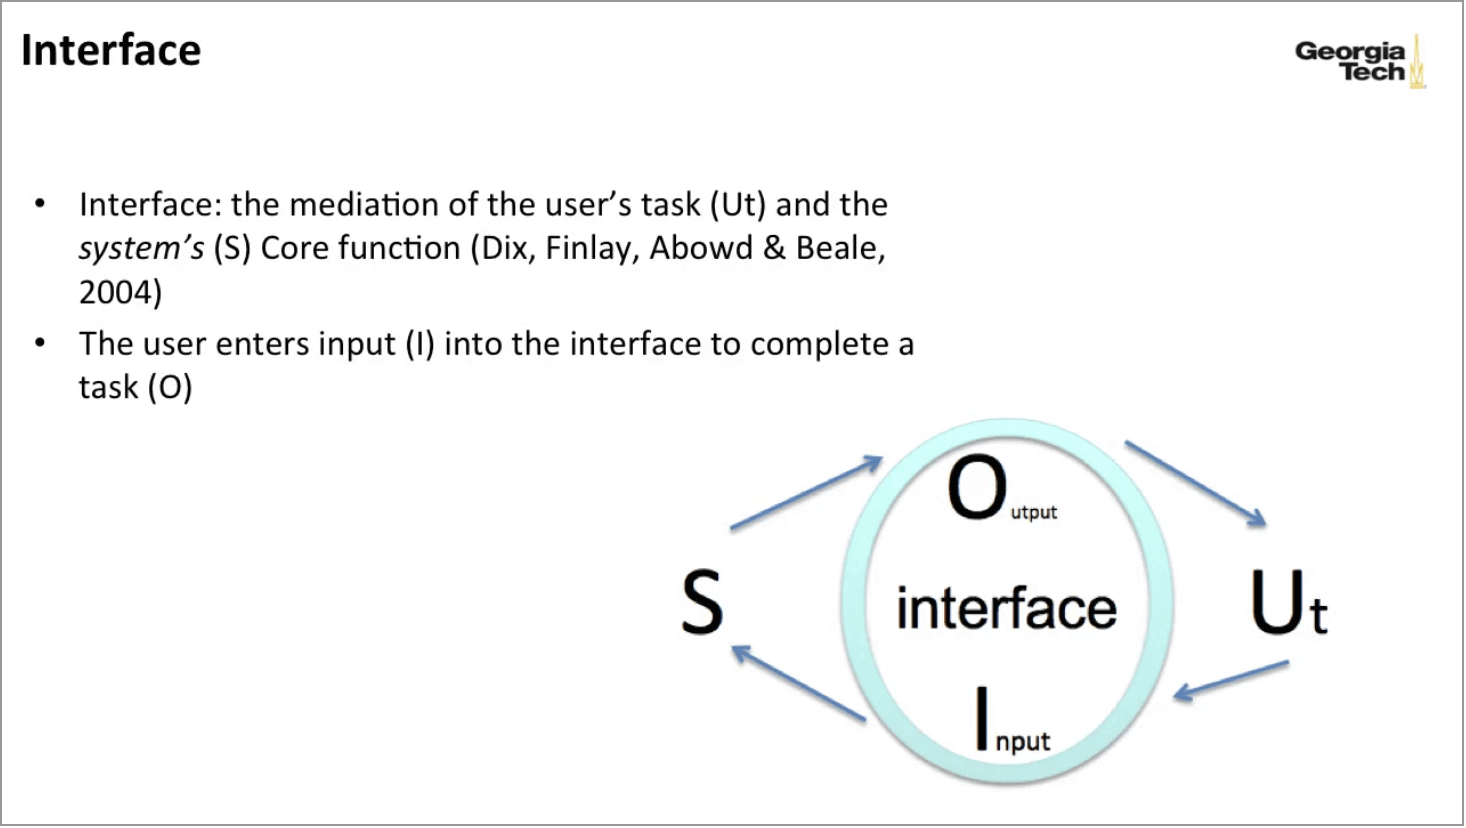 Interface
Georgia
Tech
• Interface: the mediation of the user's task (Ut) and the
system's (S) Core function (Dix, Finlay, Abowd & Beale,
2004)
• The user enters input (I) into the interface to complete a
task (O)
Output
S
interface
Ut
Input